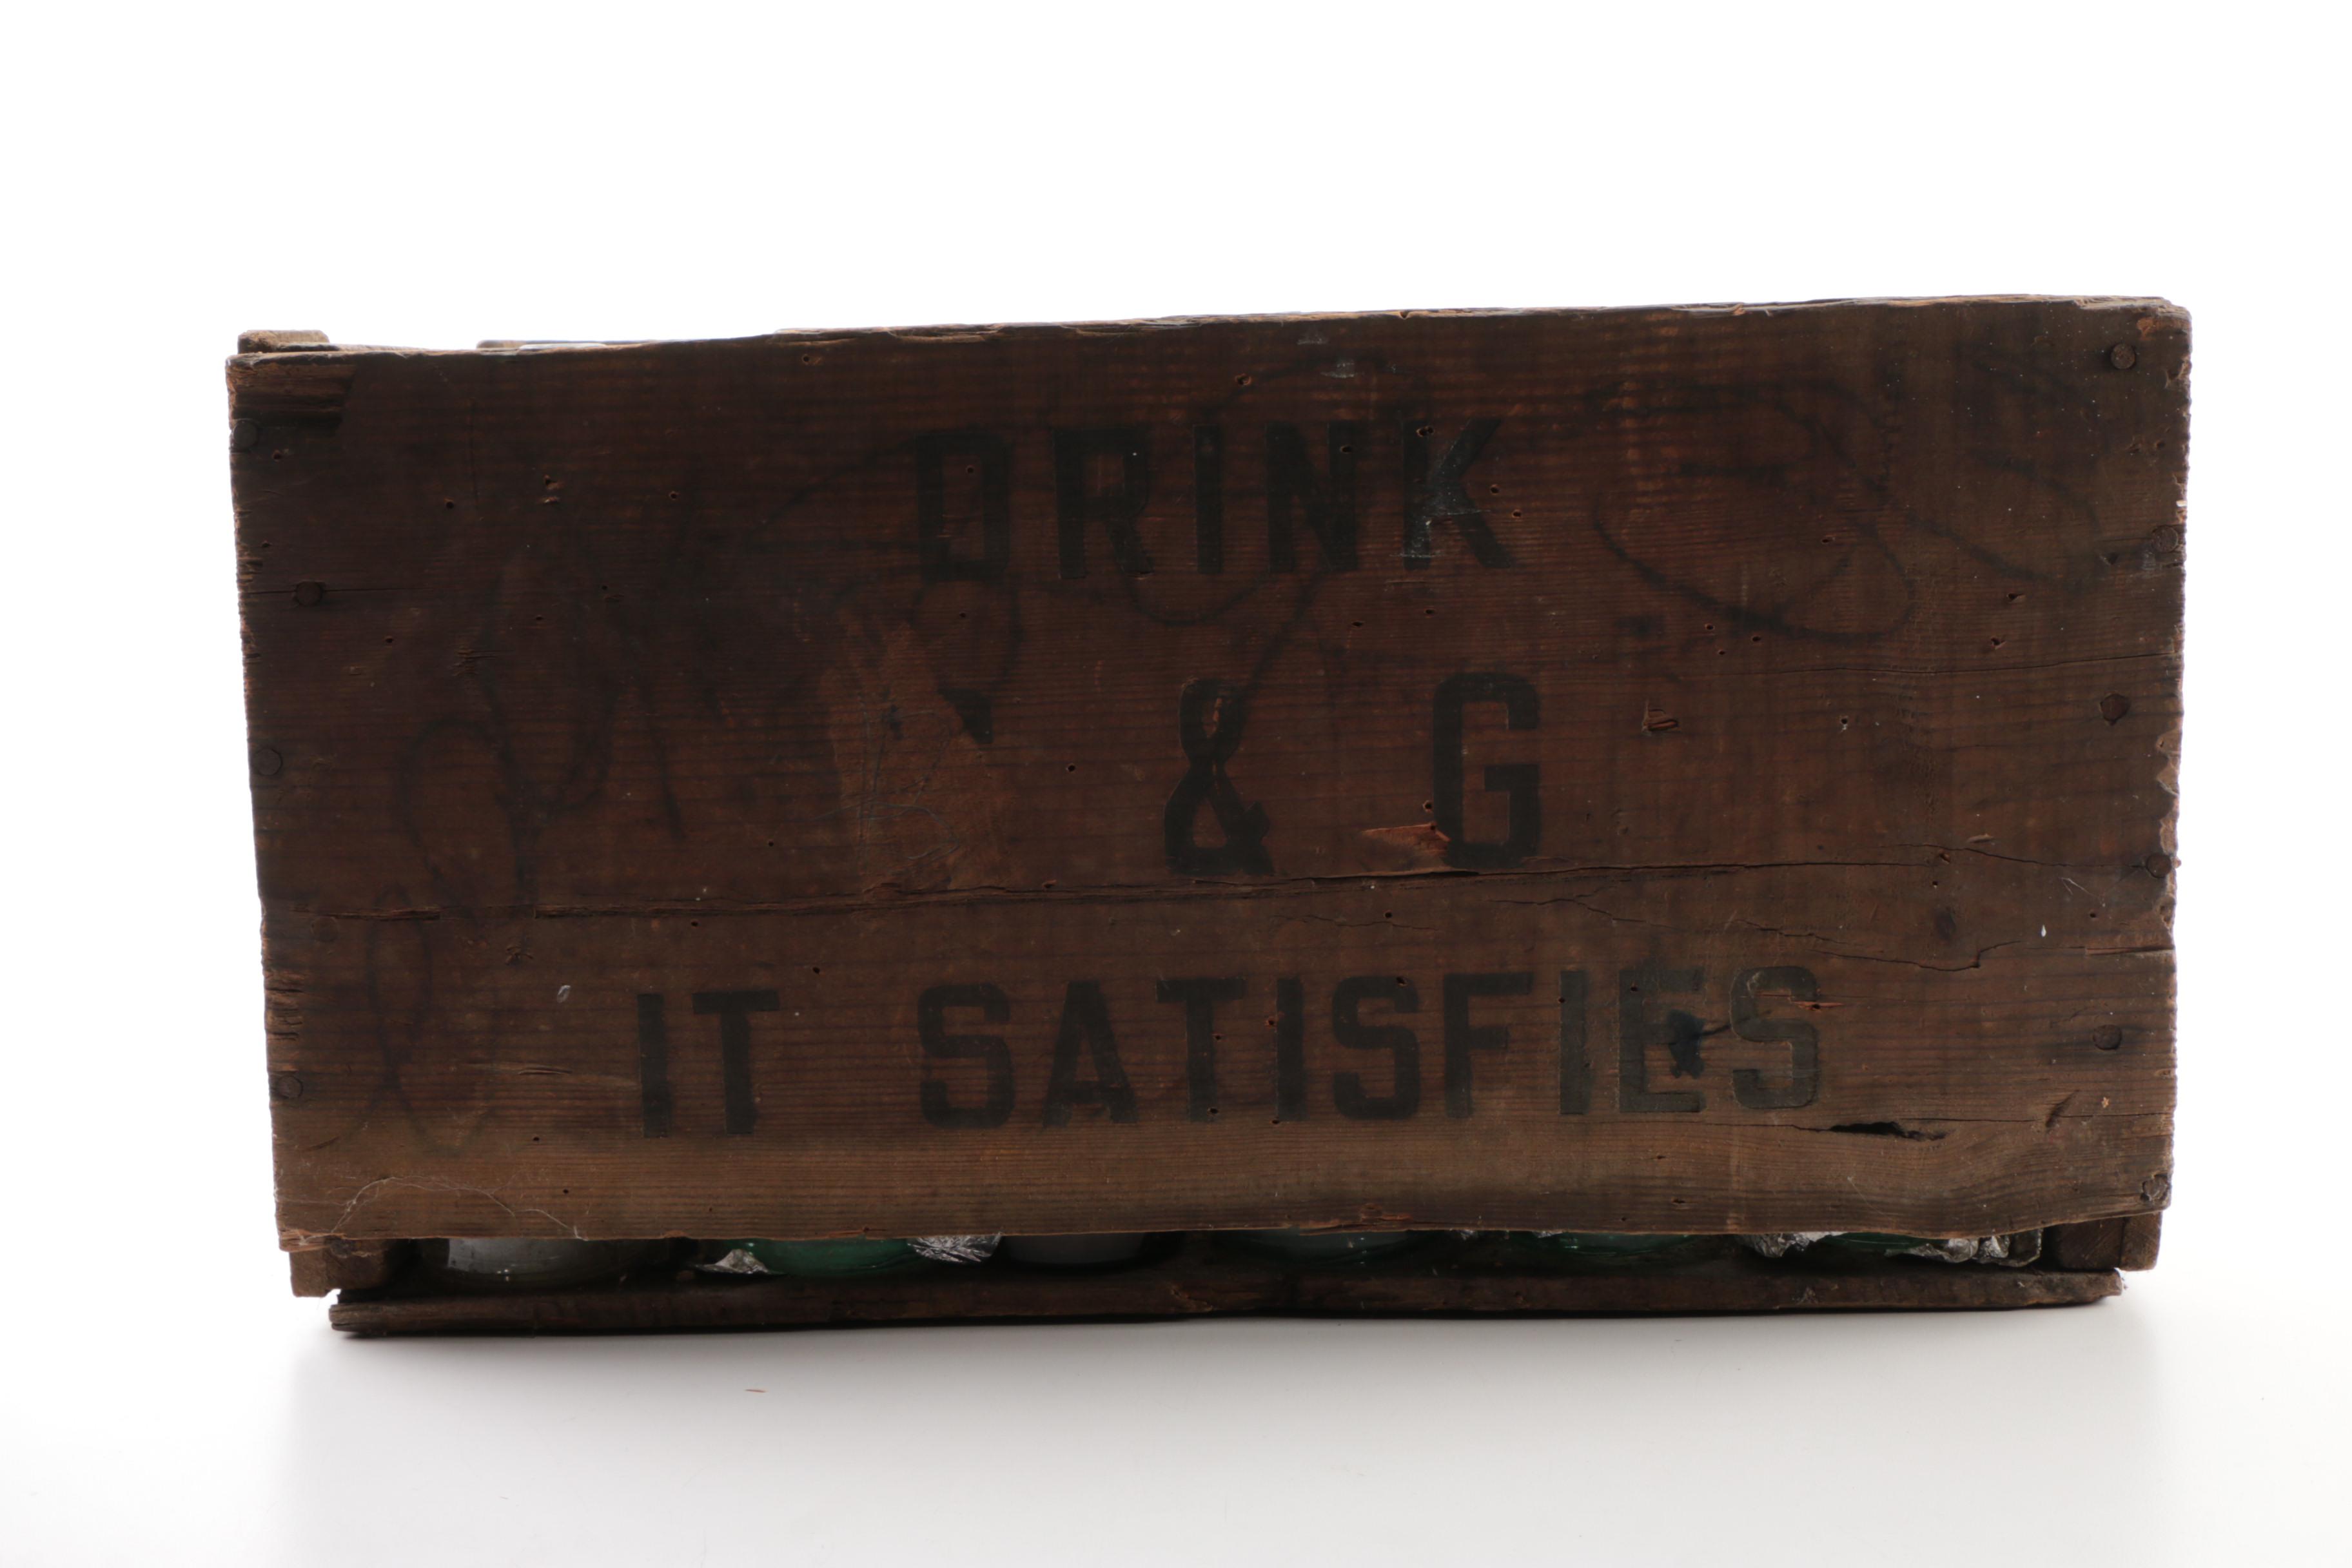 DRINK
& G
IT SATISFIES